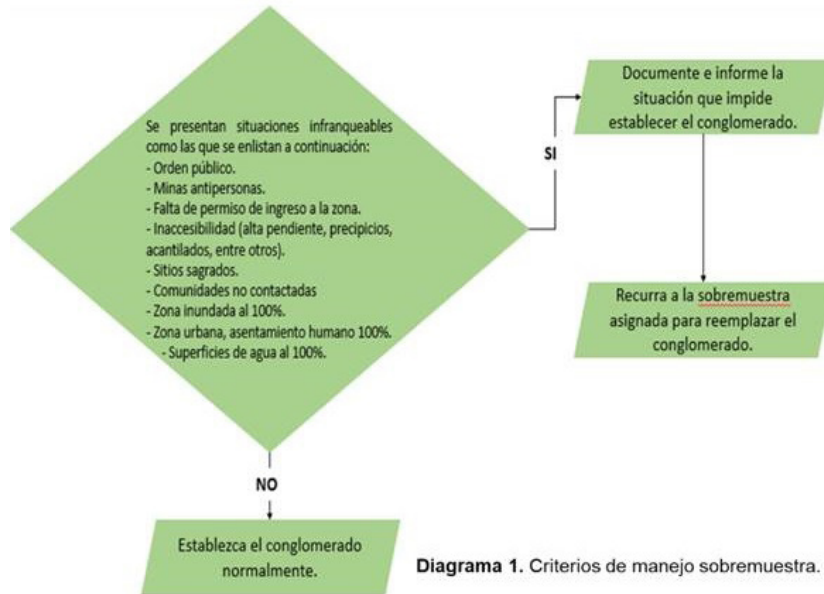 Se presentan situaciones infranqueables
como las que se enlistan a continuación:
- Orden público.
- Minas antipersonas.
- Falta de permiso de ingreso a la zona.
- Inaccesibilidad (alta pendiente, precipicios,
acantilados, entre otros).
- Sitios sagrados.
- Comunidades no contactadas
- Zona inundada al 100%.
- Zona urbana, asentamiento humano 100%.
- Superficies de agua al 100%.
SI
Documente e informe la
situación que impide
establecer el conglomerado.
Recurra a la sobremuestra
asignada para reemplazar el
conglomerado.
NO
Establezca el conglomerado
normalmente.
Diagrama 1. Criterios de manejo sobremuestra.